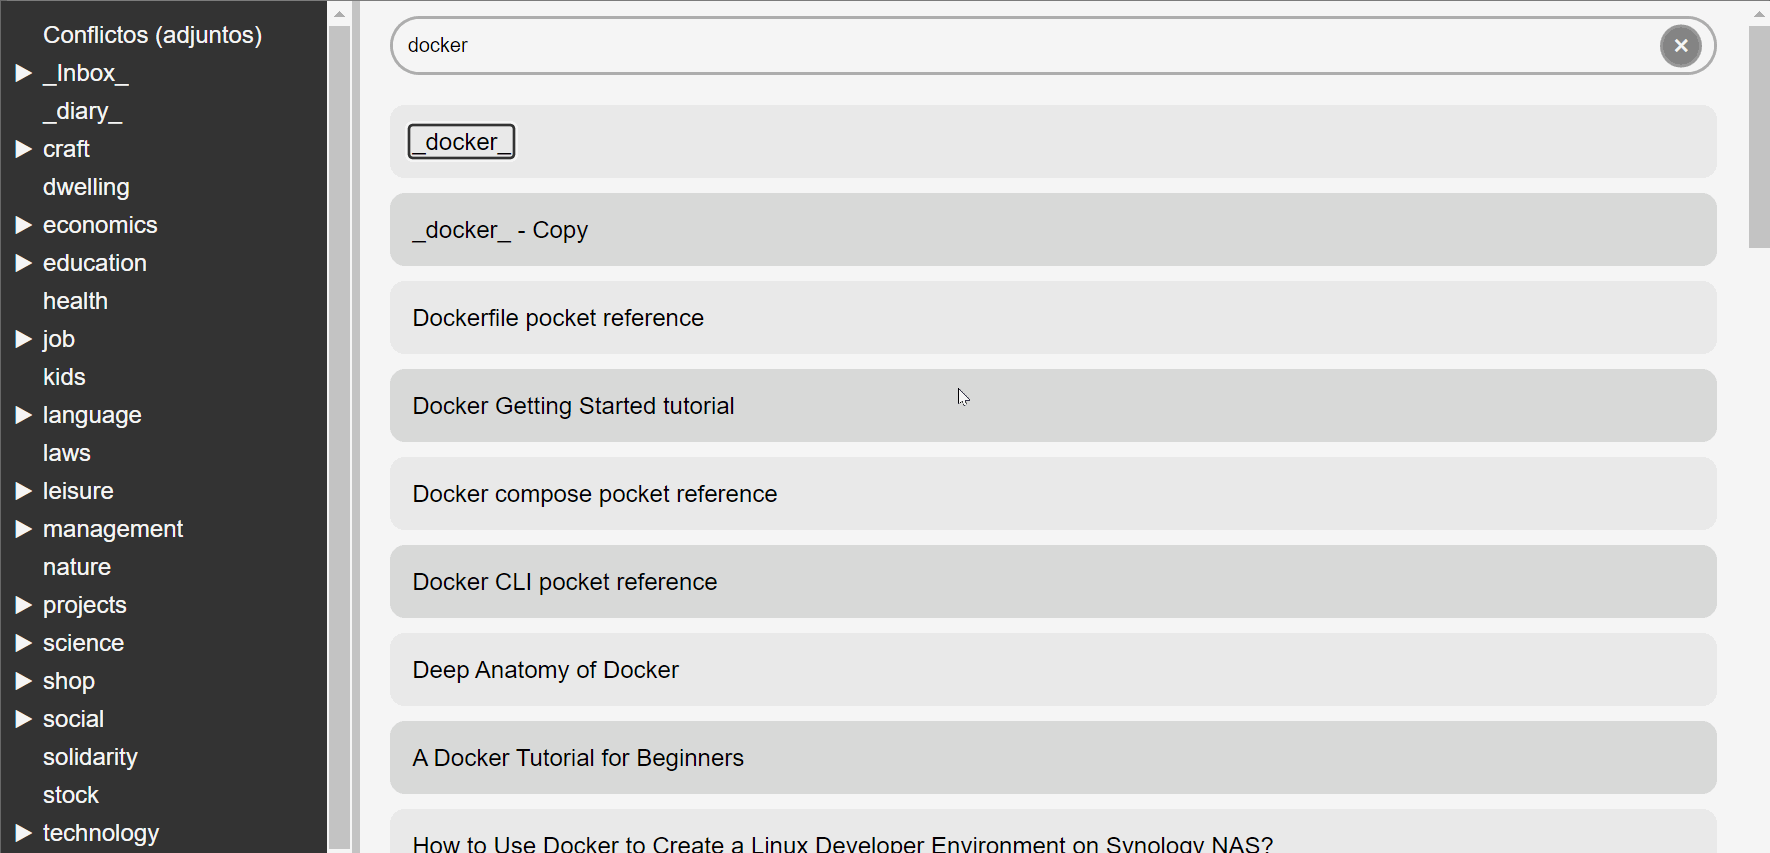 Conflictos (adjuntos)
_Inbox_
_diary_
craft
dwelling
economics
education
health
job
kids
language
laws
leisure
management
nature
projects
science
shop
social
solidarity
stock
technology
docker
_docker_
_docker_ - Copy
Dockerfile pocket reference
Docker Getting Started tutorial
Docker compose pocket reference
Docker CLI pocket reference
Deep Anatomy of Docker
A Docker Tutorial for Beginners
How to Use Docker to Create a Linux Developer Environment on Synology NAS?